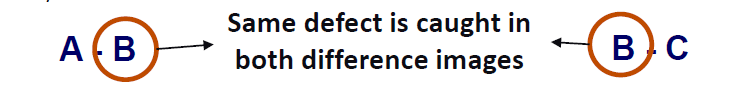 A - B
Same defect is caught in
both difference images
B - C